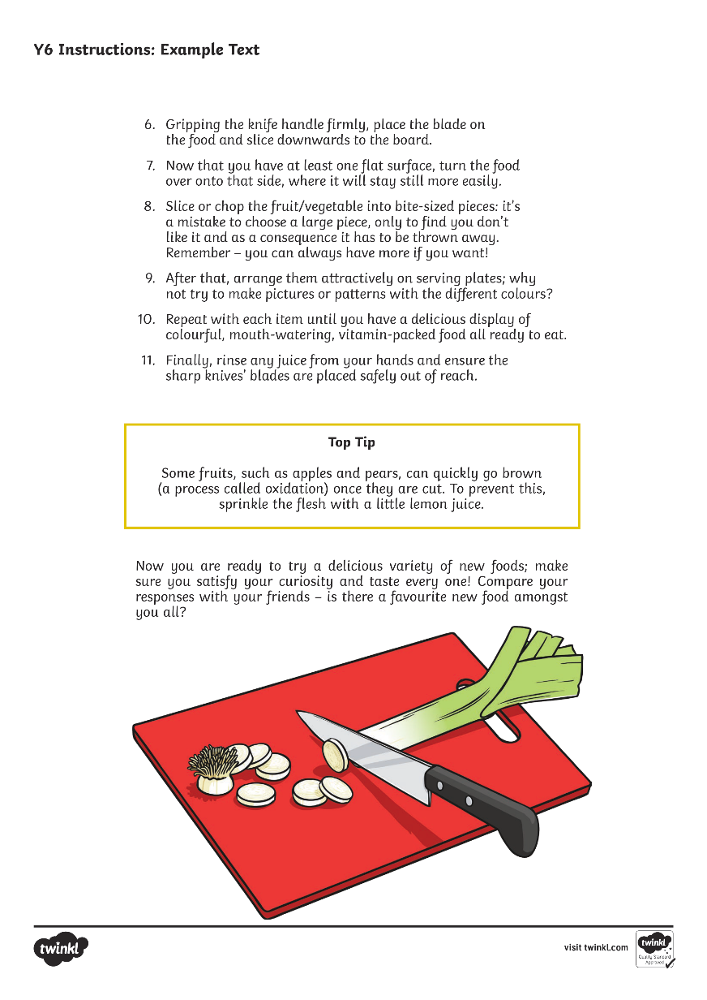 Y6 Instructions: Example Text
6. Gripping the knife handle firmly, place the blade on
the food and slice downwards to the board.
7. Now that you have at least one flat surface, turn the food
over onto that side, where it will stay still more easily.
8. Slice or chop the fruit/vegetable into bite-sized pieces: it's
a mistake to choose a large piece, only to find you don't
like it and as a consequence it has to be thrown away.
Remember – you can always have more if you want!
9. After that, arrange them attractively on serving plates; why
not try to make pictures or patterns with the different colours?
10. Repeat with each item until you have a delicious display of
colourful, mouth-watering, vitamin-packed food all ready to eat.
11. Finally, rinse any juice from your hands and ensure the
sharp knives' blades are placed safely out of reach.
Top Tip
Some fruits, such as apples and pears, can quickly go brown
(a process called oxidation) once they are cut. To prevent this,
sprinkle the flesh with a little lemon juice.
Now you are ready to try a delicious variety of new foods; make
sure you satisfy your curiosity and taste every one! Compare your
responses with your friends – is there a favourite new food amongst
you all?
twinkl
visit twinkl.com
twinkl
Quality Standard
Approved